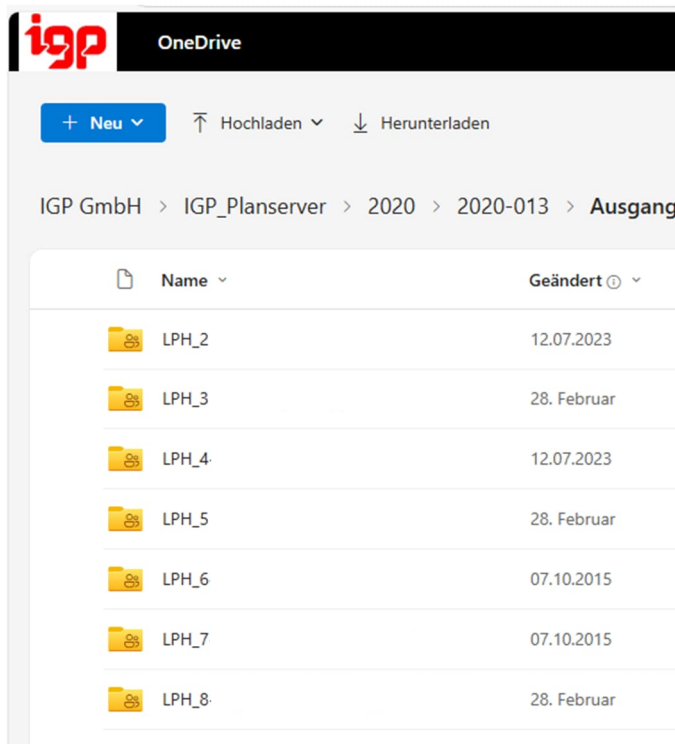 igp
OneDrive
+ Neu Hochladen Herunterladen
IGP GmbH > IGP_Planserver > 2020 > 2020-013 > Ausgang
Name Geändert
LPH_2 12.07.2023
LPH_3 28. Februar
LPH_4- 12.07.2023
LPH_5 28. Februar
LPH_6 07.10.2015
LPH_7 07.10.2015
LPH_8- 28. Februar